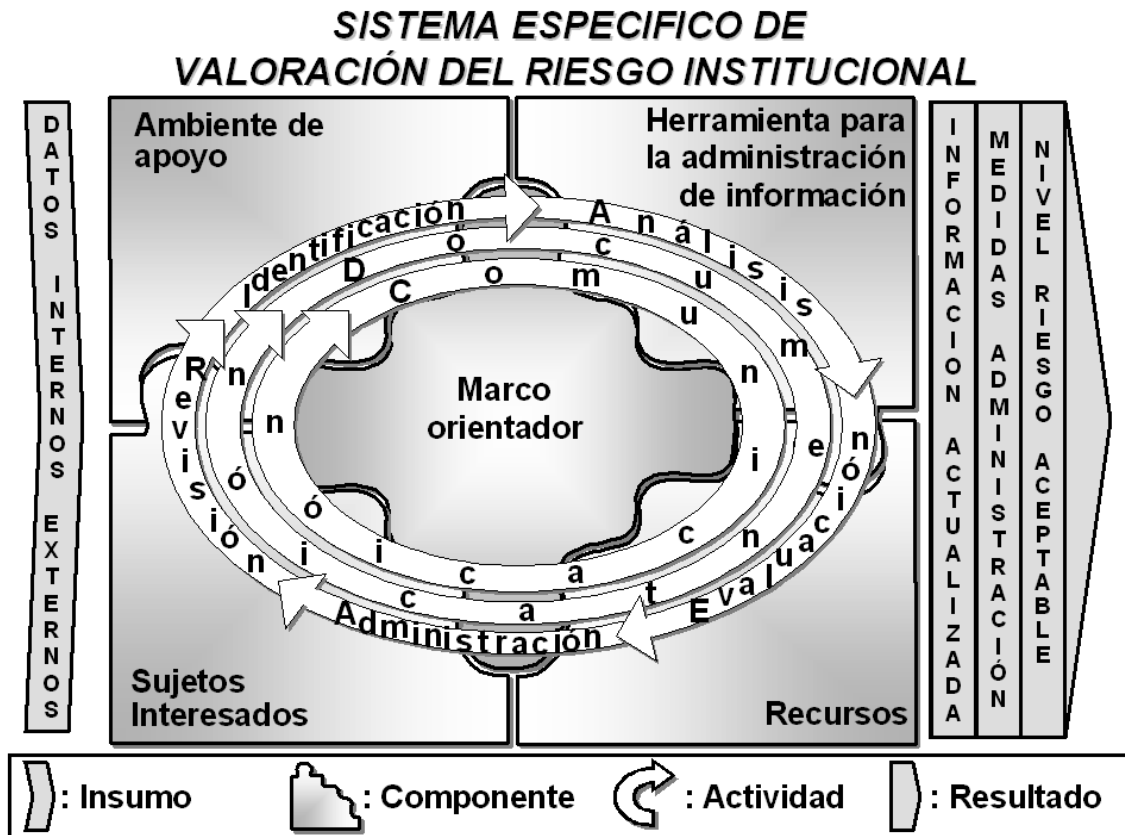 SISTEMA ESPECIFICO DE
VALORACIÓN DEL RIESGO INSTITUCIONAL
DATOS INTERNOS EXTERNOS
Ambiente de
apoyo
Herramienta para
la administración
de información
Identificación
Análisis
Evaluación
Administración
Revisión
Documentación
Comunicación
Marco
orientador
Sujetos
Interesados
Recursos
INFORMACION ACTUALIZADA
MEDIDAS ADMINISTRACIÓN
NIVEL RIESGO ACEPTABLE
: Insumo
: Componente
: Actividad
: Resultado